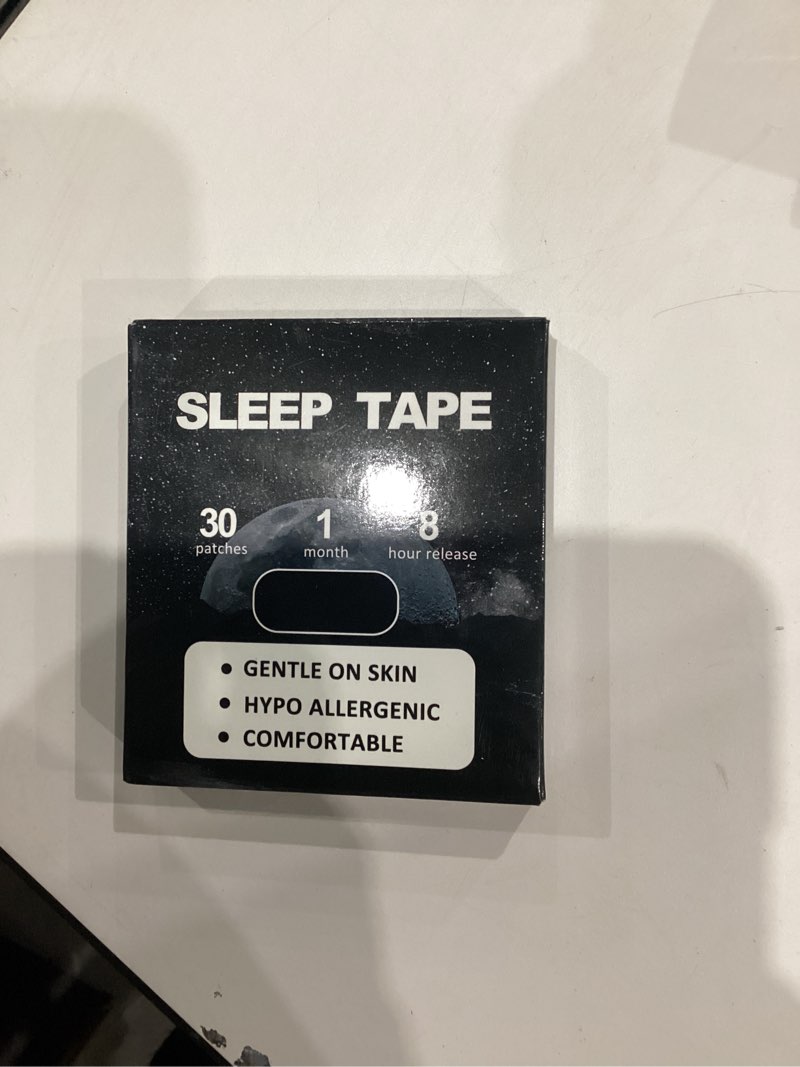 SLEEP TAPE
30 1 8
patches month hour release
GENTLE ON SKIN
HYPO ALLERGENIC
COMFORTABLE